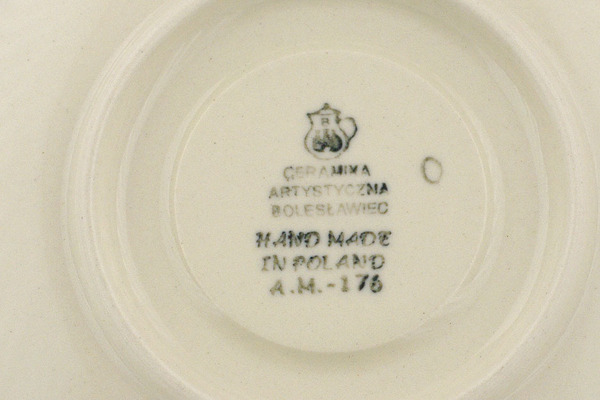 B
CERAMIKA
ARTYSTYCZNA
BOLESŁAWIEC
HAND MADE
IN POLAND
A.M.-176